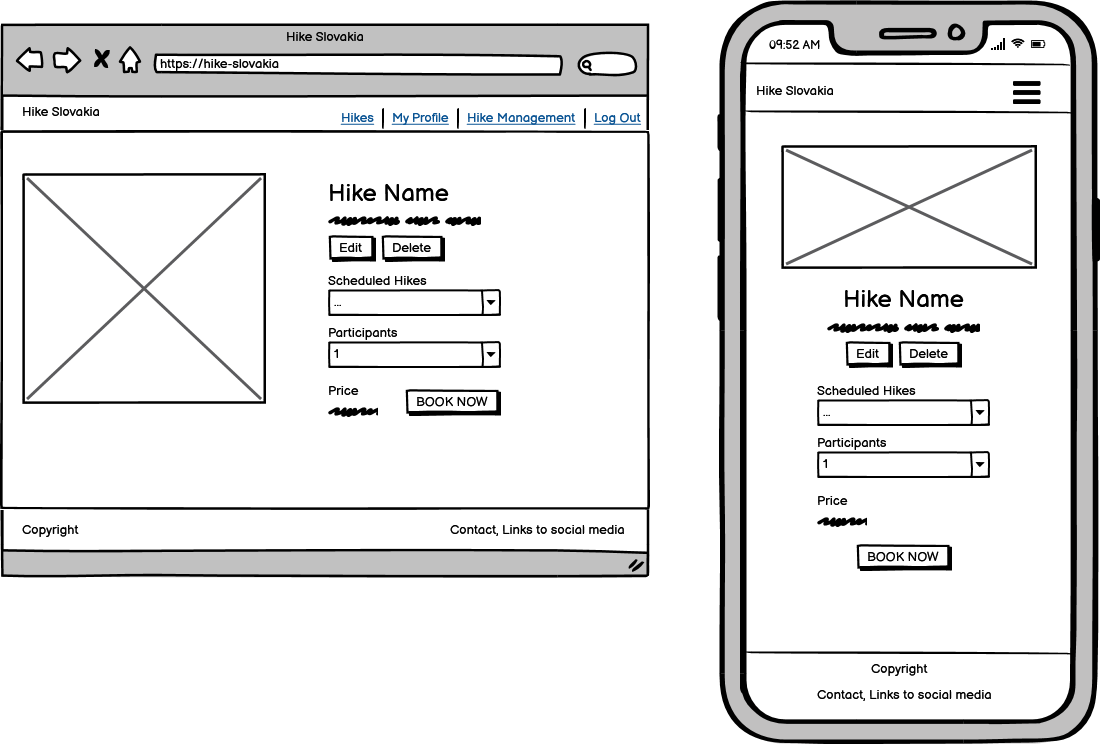 Hike Slovakia
https://hike-slovakia
Hike Slovakia
Hikes My Profile Hike Management Log Out
Hike Name
Edit Delete
Scheduled Hikes
...
Participants
1
Price
BOOK NOW
Copyright
Contact, Links to social media
09:52 AM
Hike Slovakia
Hike Name
Edit Delete
Scheduled Hikes
...
Participants
1
Price
BOOK NOW
Copyright
Contact, Links to social media